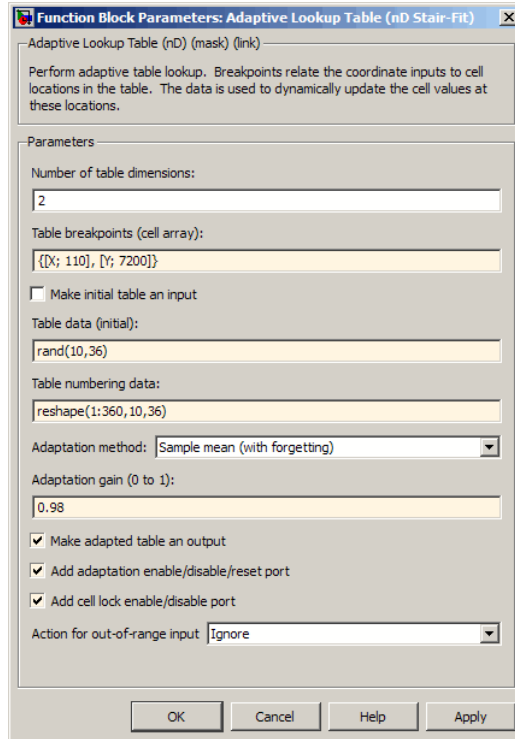 Function Block Parameters: Adaptive Lookup Table (nD Stair-Fit)
Adaptive Lookup Table (nD) (mask) (link)
Perform adaptive table lookup. Breakpoints relate the coordinate inputs to cell
locations in the table. The data is used to dynamically update the cell values at
these locations.
Parameters
Number of table dimensions:
2
Table breakpoints (cell array):
{[X; 110], [Y; 7200]}
Make initial table an input
Table data (initial):
rand(10,36)
Table numbering data:
reshape(1:360,10,36)
Adaptation method: Sample mean (with forgetting)
Adaptation gain (0 to 1):
0.98
Make adapted table an output
Add adaptation enable/disable/reset port
Add cell lock enable/disable port
Action for out-of-range input Ignore
OK Cancel Help Apply